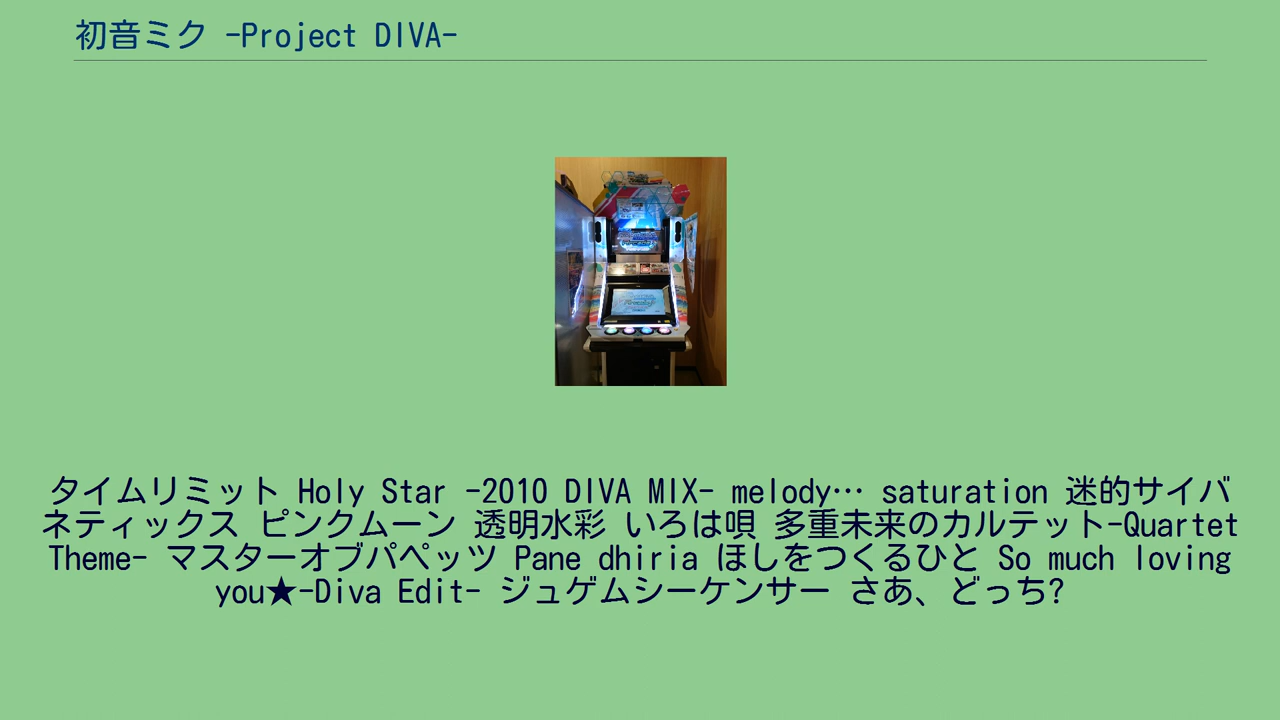 初音ミク -Project DIVA-
タイムリミット Holy Star -2010 DIVA MIX- melody… saturation 迷的サイバ
ネティックス ピンクムーン 透明水彩 いろは唄 多重未来のカルテット-Quartet
Theme- マスターオブパペッツ Pane dhiria ほしをつくるひと So much loving
you★-Diva Edit- ジュゲムシーケンサー さあ、どっち?